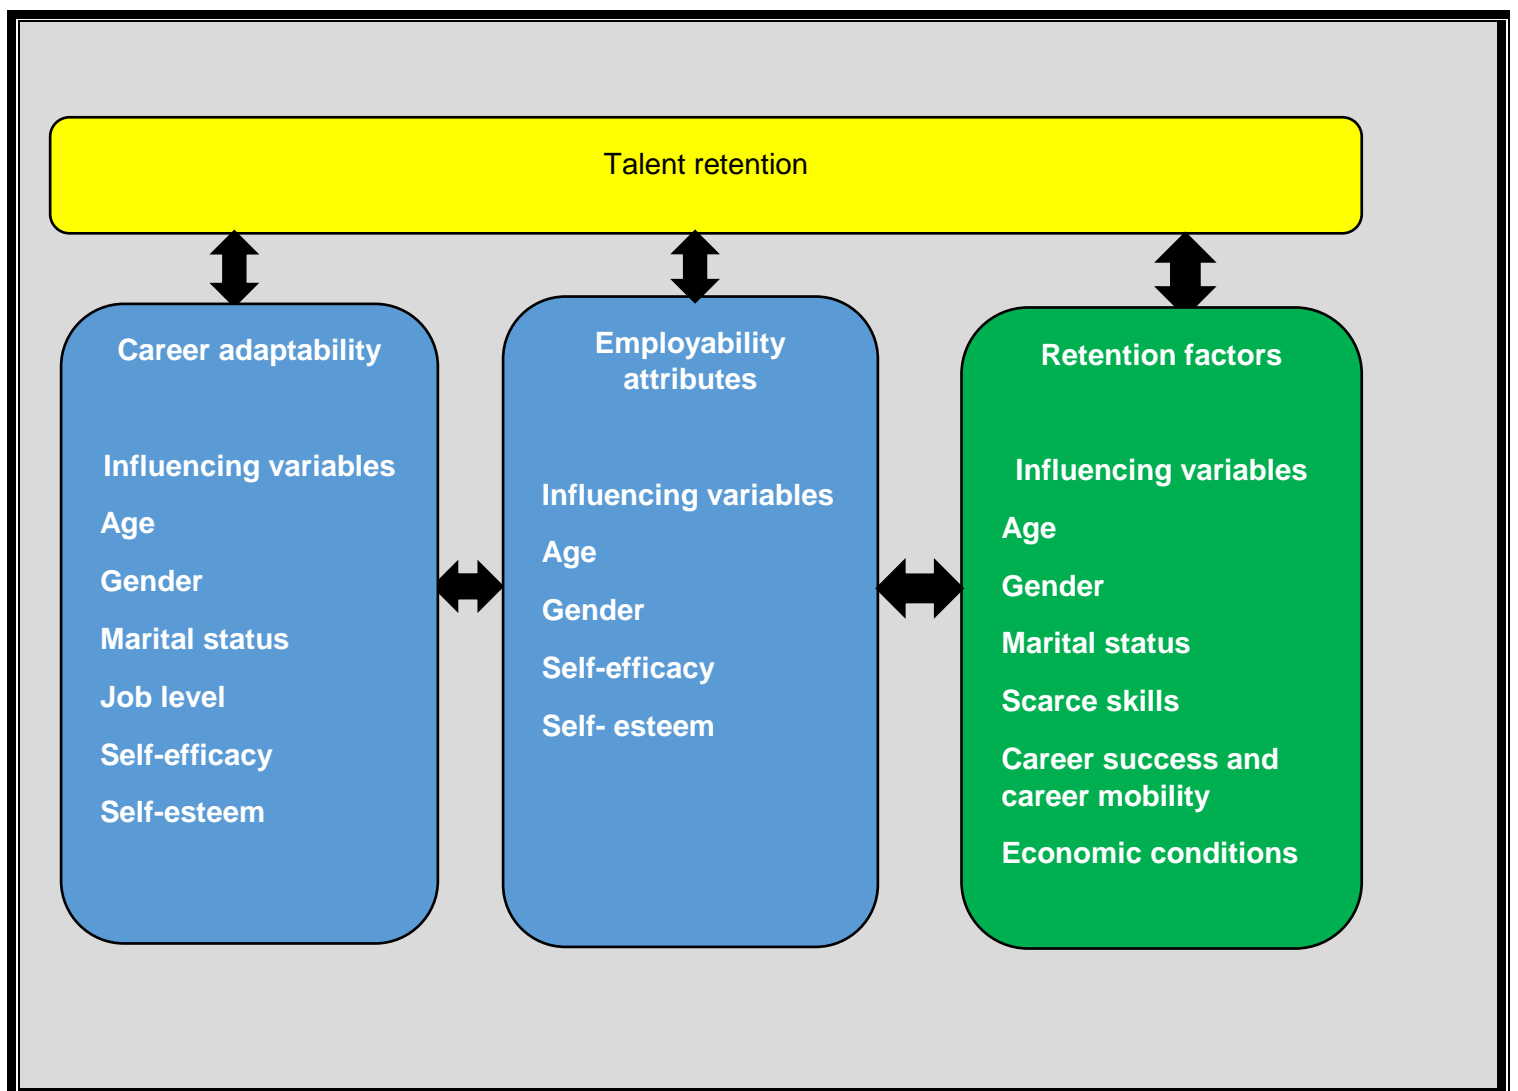 Talent retention
Career adaptability
Influencing variables
Age
Gender
Marital status
Job level
Self-efficacy
Self-esteem
Employability
attributes
Influencing variables
Age
Gender
Self-efficacy
Self- esteem
Retention factors
Influencing variables
Age
Gender
Marital status
Scarce skills
Career success and
career mobility
Economic conditions